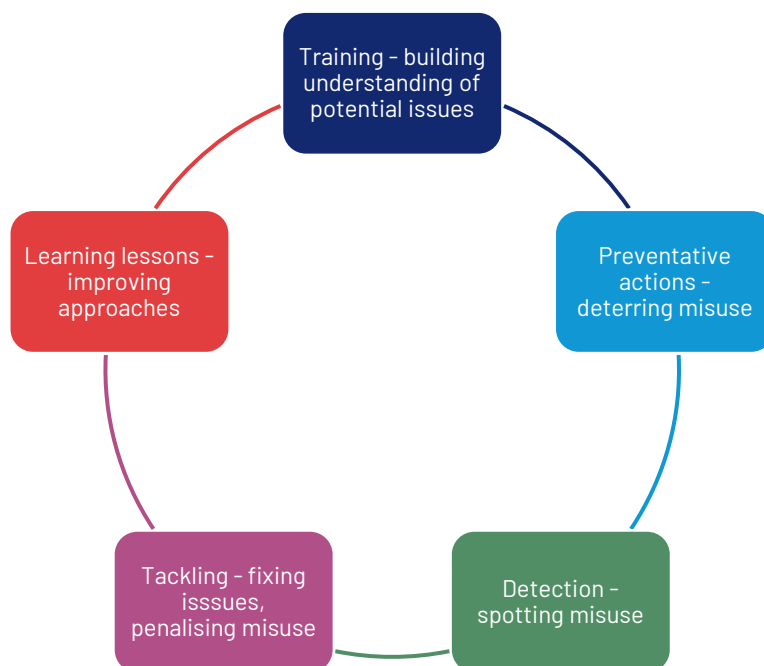 Training - building
understanding of
potential issues
Preventative
actions -
deterring misuse
Detection -
spotting misuse
Tackling - fixing
isssues,
penalising misuse
Learning lessons -
improving
approaches